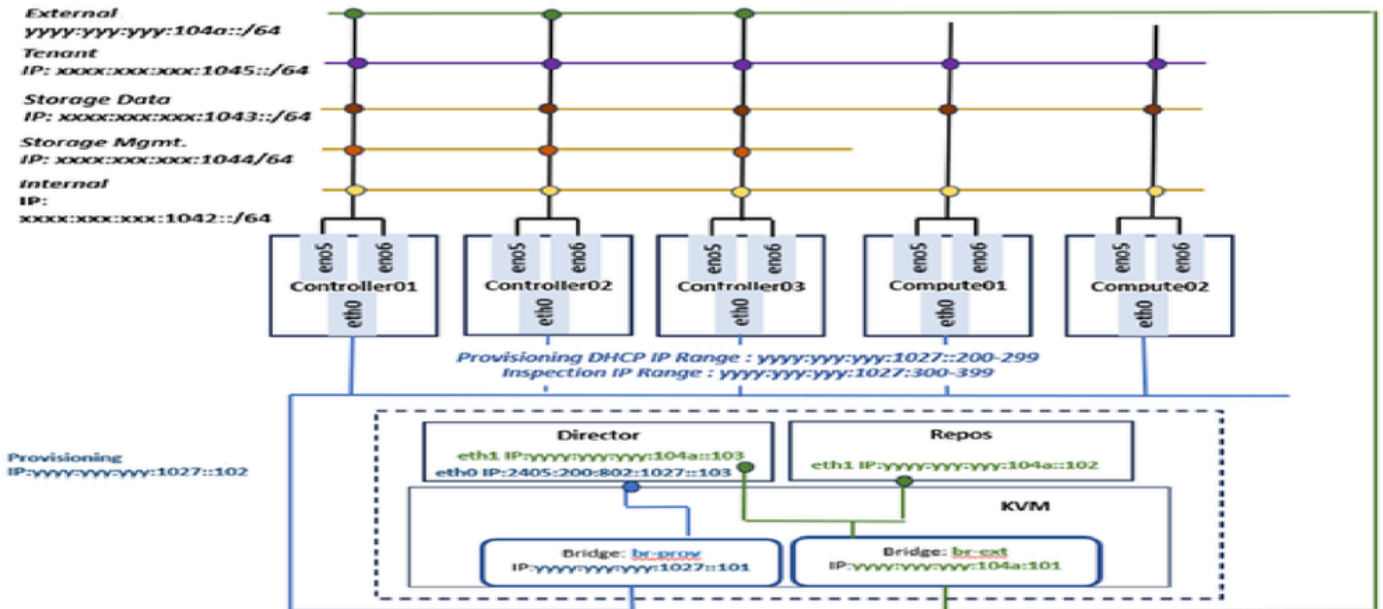 External
yyyy:yyy:yyy:104a::/64
Tenant
IP: xxxx:xxx:xxx:1045::/64
Storage Data
IP: xxxx:xxx:xxx:1043::/64
Storage Mgmt.
IP: xxxx:xxx:xxx:1044/64
Internal
IP:
xxxx:xxx:xxx:1042::/64
eno5 eno6 eno5 eno6 eno5 eno6 eno5 eno6 eno5 eno6
Controller01 Controller02 Controller03 Compute01 Compute02
eth0 eth0 eth0 eth0 eth0
Provisioning DHCP IP Range : yyyy:yyy:yyy:1027::200-299
Inspection IP Range : yyyy:yyy:yyy:1027:300-399
Provisioning
IP:yyyy:yyy:yyy:1027::102
Director
eth1 IP:yyyy:yyy:yyy:104a::103
eth0 IP:2405:200:802:1027::103
Repos
eth1 IP:yyyy:yyy:yyy:104a::102
KVM
Bridge: br-prov
IP:yyyy:yyy:yyy:1027::101
Bridge: br-ext
IP:yyyy:yyy:yyy:104a:101